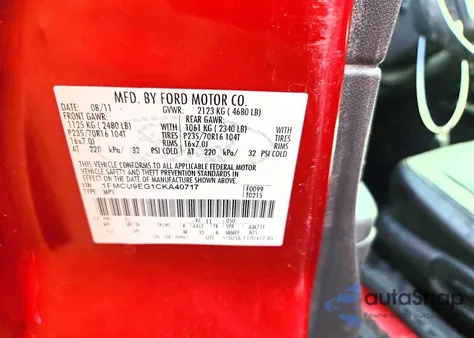 MFD. BY FORD MOTOR CO.
DATE: 08/11 GVWR: 2123 KG ( 4680 LB)
FRONT GAWR: REAR GAWR:
1125 KG ( 2480 LB) WITH 1061 KG ( 2340 LB) WITH
P235/70R16 104T TIRES P235/70R16 104T TIRES
16x7.0J RIMS 16x7.0J RIMS
AT 220 kPa/ 32 PSI COLD AT 220 kPa/ 32 PSI COLD
THIS VEHICLE CONFORMS TO ALL APPLICABLE FEDERAL MOTOR
VEHICLE SAFETY AND THEFT PREVENTION STANDARDS IN
EFFECT ON THE DATE OF MANUFACTURE SHOWN ABOVE.
VIN: 1FMCU9EG1CKA40717
TYPE: MPV
F0099
T0215
DSO
autoSnap